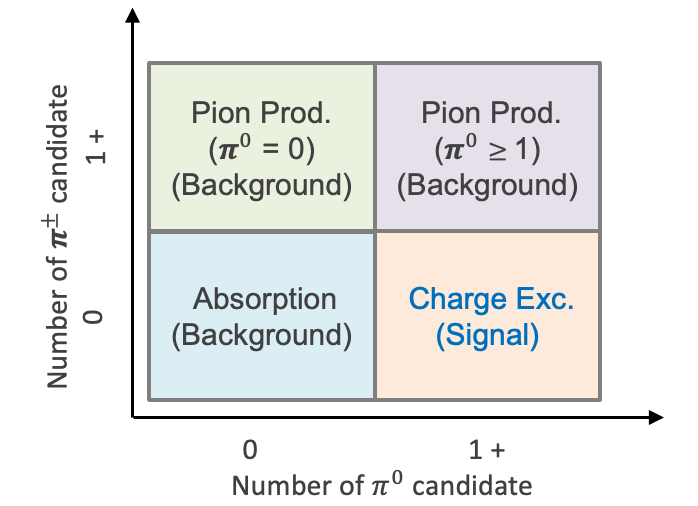 Number of π± candidate
1 +
0
Pion Prod.
(π⁰ = 0)
(Background)
Pion Prod.
(π⁰ ≥ 1)
(Background)
Absorption
(Background)
Charge Exc.
(Signal)
0
1 +
Number of π⁰ candidate